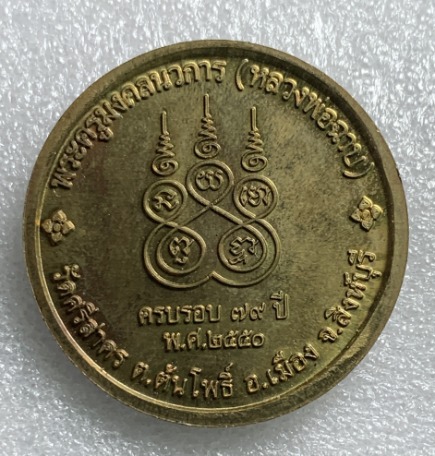 พระครูมงคลนวการ (หลวงพ่อฉวย)
ครบรอบ ๗๙ ปี
พ.ศ.๒๕๕๐
วัดศรีสาคร ต.ต้นโพธิ์ อ.เมือง จ.สิงห์บุรี